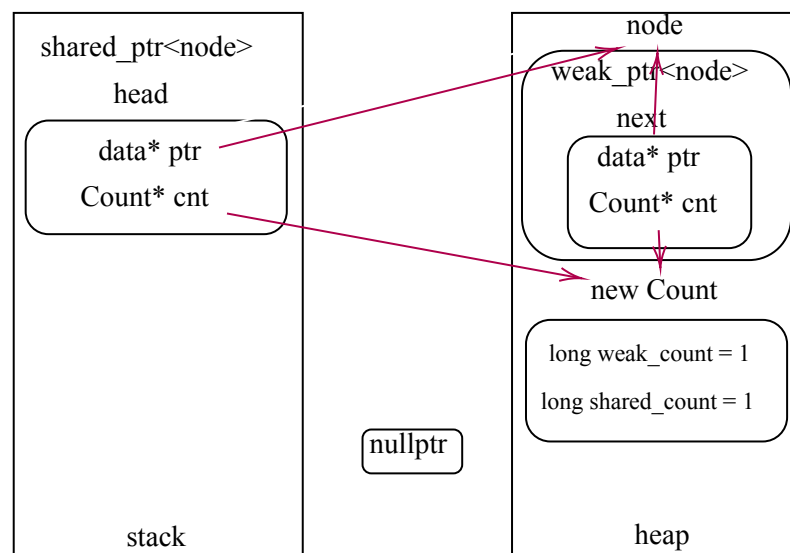 shared_ptr<node>
head
data* ptr
Count* cnt
stack
nullptr
node
weak_ptr<node>
next
data* ptr
Count* cnt
new Count
long weak_count = 1
long shared_count = 1
heap